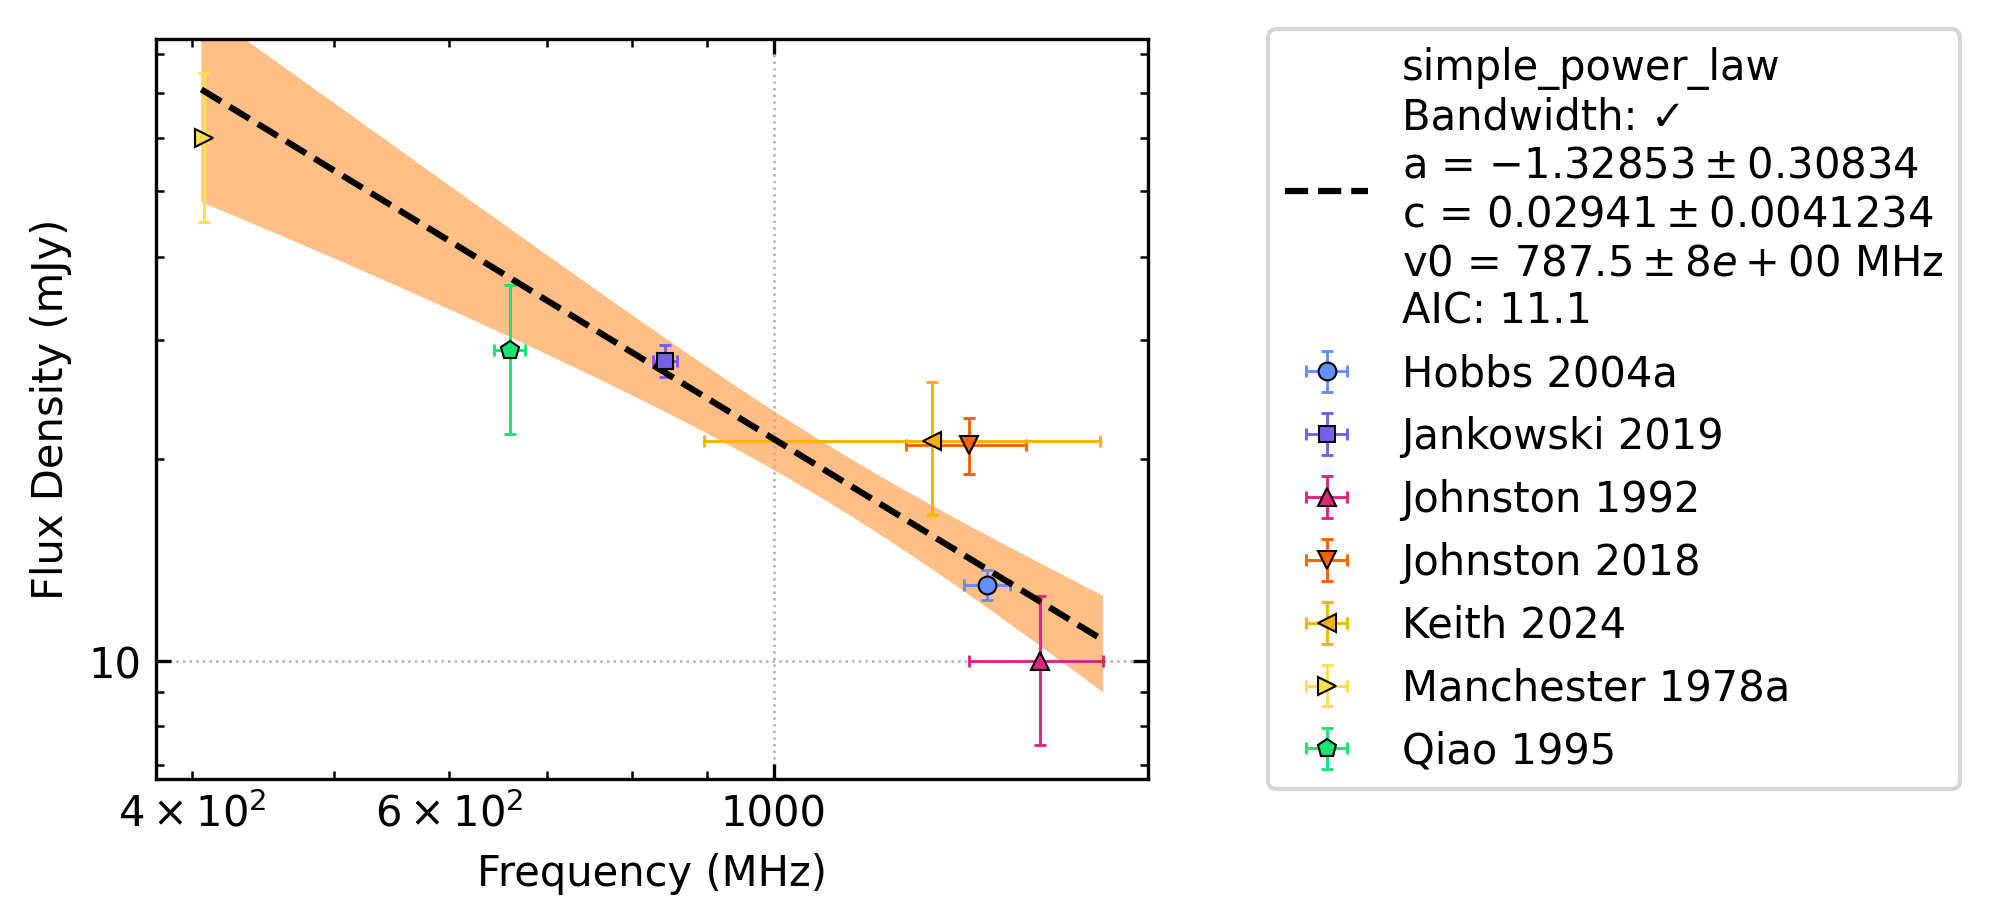 simple_power_law
Bandwidth: ✓
a = −1.32853 ± 0.30834
c = 0.02941 ± 0.0041234
v0 = 787.5 ± 8e + 00 MHz
AIC: 11.1
Hobbs 2004a
Jankowski 2019
Johnston 1992
Johnston 2018
Keith 2024
Manchester 1978a
Qiao 1995
Flux Density (mJy)
10
4 × 10²
6 × 10²
1000
Frequency (MHz)